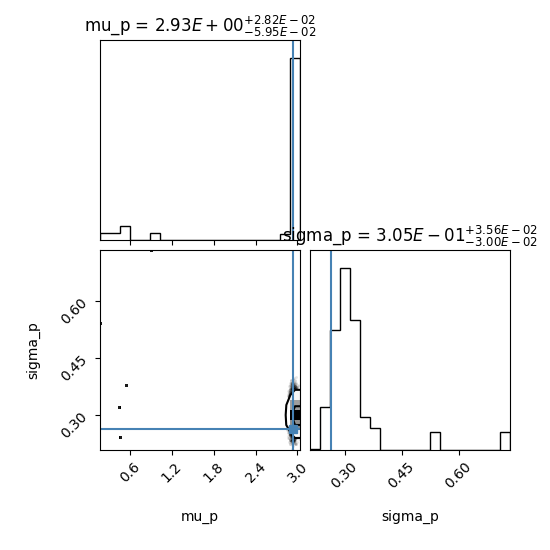 mu_p = 2.93E + 00+2.82E − 02 −5.95E − 02
sigma_p = 3.05E − 01+3.56E − 02 −3.00E − 02
sigma_p
0.60
0.45
0.30
0.6 1.2 1.8 2.4 3.0
0.30 0.45 0.60
mu_p
sigma_p